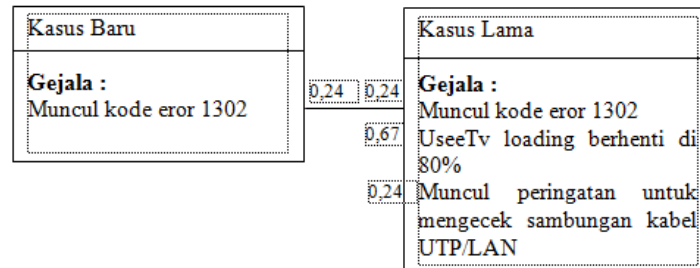 Kasus Baru
Gejala :
Muncul kode eror 1302
0,24
0,24
0,67
0,24
Kasus Lama
Gejala :
Muncul kode eror 1302
UseeTv loading berhenti di
80%
Muncul peringatan untuk
mengecek sambungan kabel
UTP/LAN